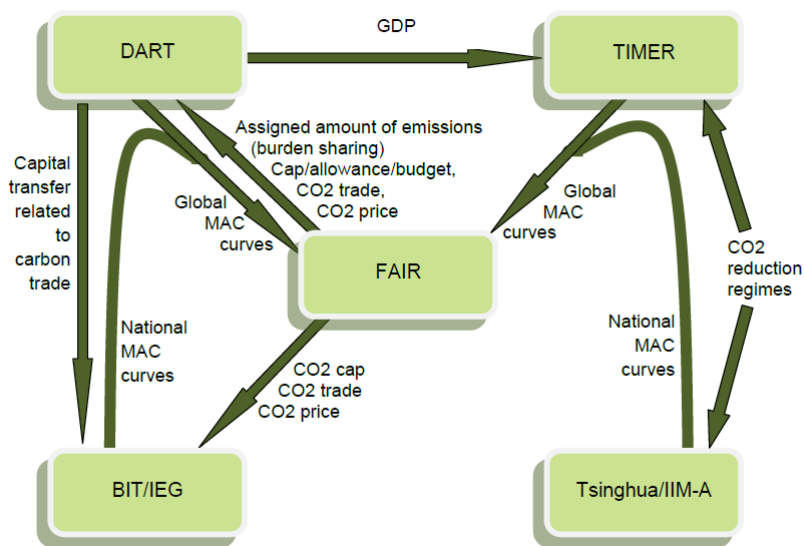 GDP
DART
TIMER
Capital
transfer
related
to
carbon
trade
Assigned amount of emissions
(burden sharing)
Cap/allowance/budget,
CO2 trade,
CO2 price
Global
MAC
curves
Global
MAC
curves
FAIR
CO2
reduction
regimes
National
MAC
curves
CO2 cap
CO2 trade
CO2 price
National
MAC
curves
BIT/IEG
Tsinghua/IIM-A